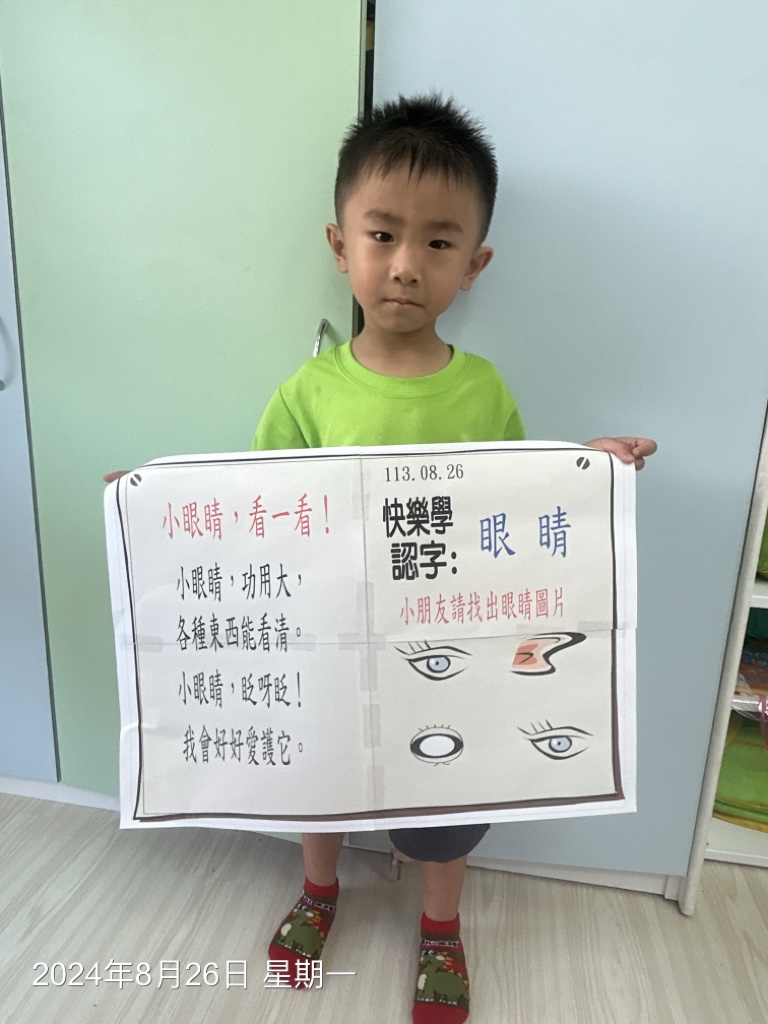 小眼睛，看一看！
小眼睛，功用大，
各種東西能看清。
小眼睛，眨呀眨！
我會好好愛護它。
113.08.26
快樂學
認字：
眼 睛
小朋友請找出眼睛圖片
2024年8月26日 星期一